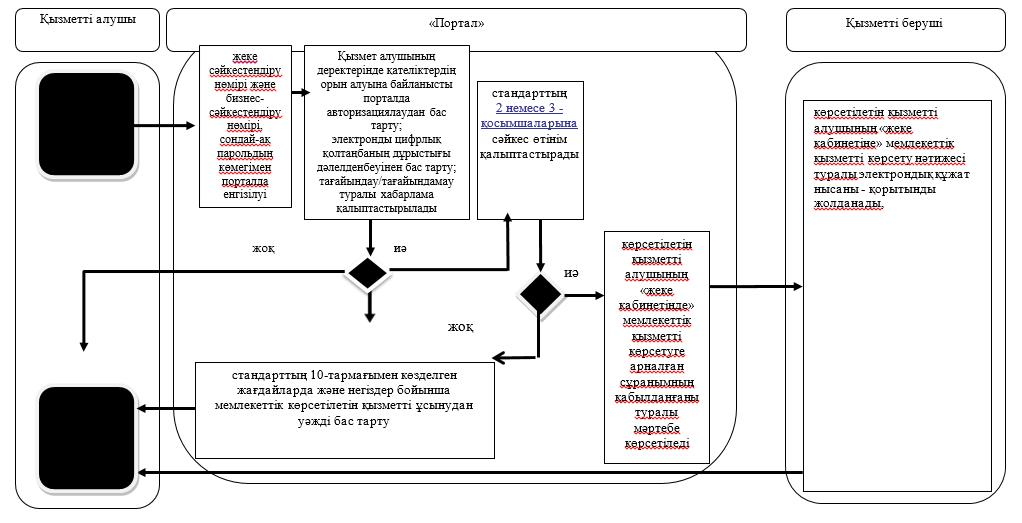 Қызметті алушы
«Портал»
Қызметті беруші
жеке
сәйкестендіру
нөмірі және
бизнес-
сәйкестендіру
нөмірі,
сондай-ақ
парольдың
көмегімен
порталда
енгізілуі
Қызмет алушының
деректерінде қателіктердің
орын алуына байланысты
порталда
авторизациялаудан бас
тарту;
электронды цифрлық
қолтаңбаның дұрыстығы
дәлелденбеуінен бас тарту;
тағайындау/тағайындамау
туралы хабарлама
қалыптастырылады
стандарттың
2 немесе 3 -
қосымшаларына
сәйкес өтінім
қалыптастырады
көрсетілетін қызметті
алушының «жеке
кабинетіне» мемлекеттік
қызметті көрсету нәтижесі
туралы электрондық құжат
нысаны - қорытынды
жолданады.
жоқ
иә
иә
жоқ
көрсетілетін
қызметті
алушының
«жеке
кабинетінде»
мемлекеттік
қызметті
көрсетуге
арналған
сұранымның
қабылданғаны
туралы
мәртебе
көрсетіледі
стандарттың 10-тармағымен көзделген
жағдайларда және негіздер бойынша
мемлекеттік көрсетілетін қызметті ұсынудан
уәжді бас тарту